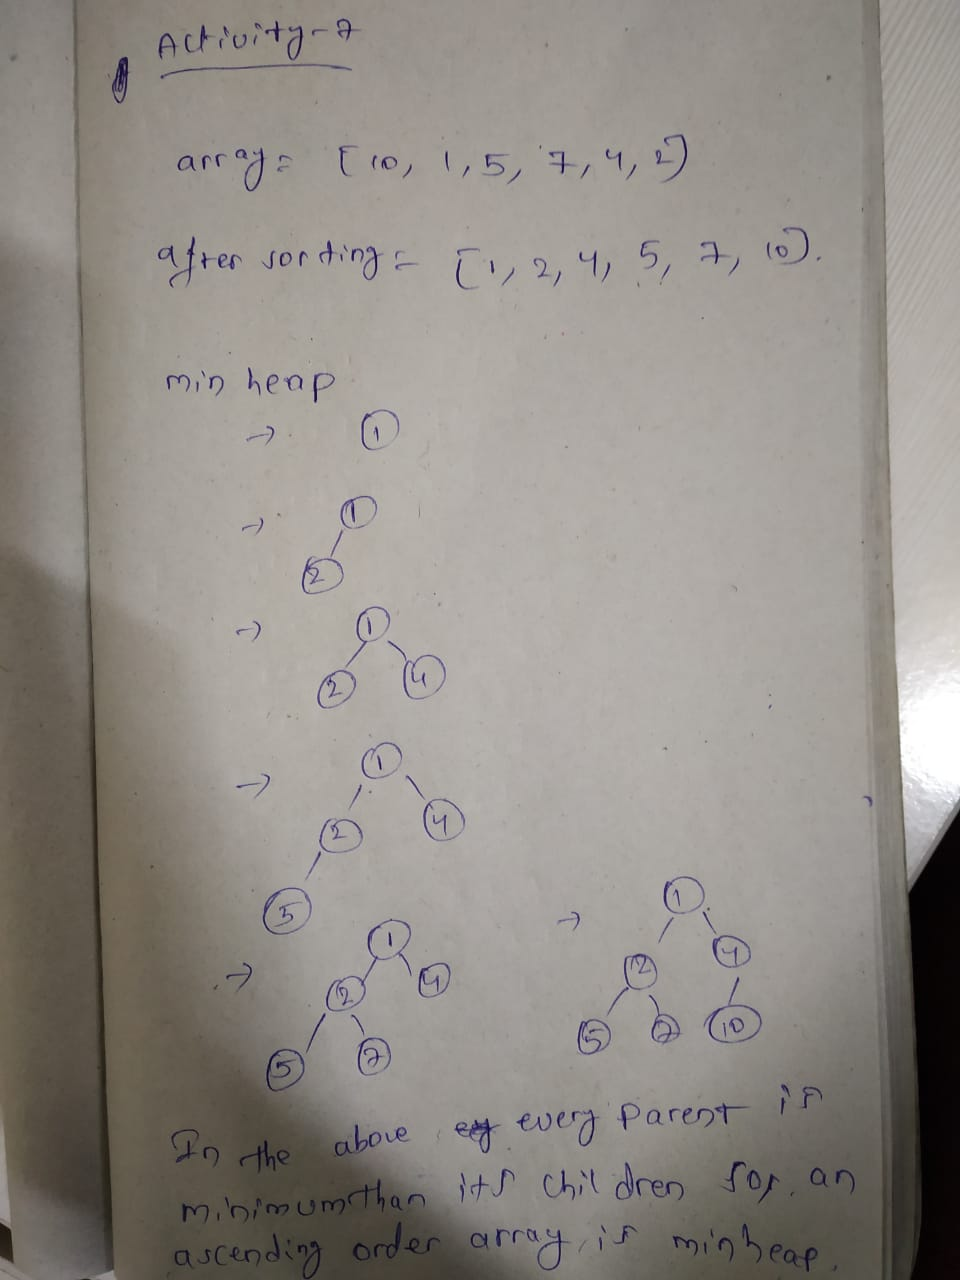 Activity-7
array = [10, 1, 5, 7, 4, 2]
after sorting = [1, 2, 4, 5, 7, 10].
min heap
→ 1
→ 1
2
→ 1
2 4
→ 1
2 4
5
→ 1
2 4
5 7
→ 1
2 4
5 7 10
In the above every parent is
minimum than its children for an
ascending order array, is min heap.